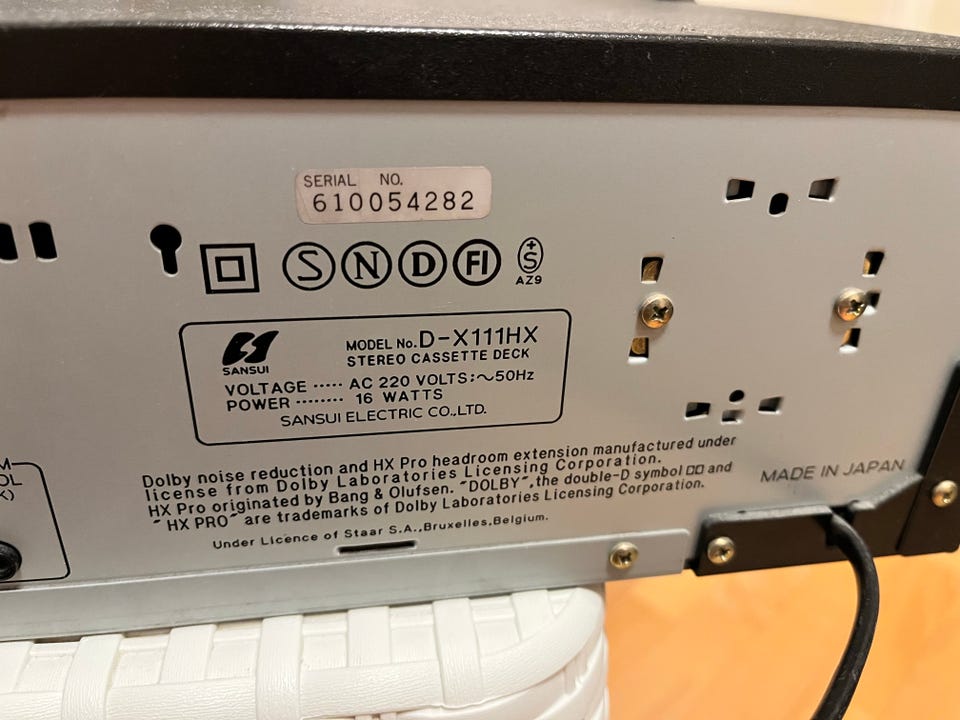 SERIAL NO.
610054282
S N D FI +S
AZ9
SANSUI
MODEL No. D-X111HX
STEREO CASSETTE DECK
VOLTAGE ····· AC 220 VOLTS:~50Hz
POWER ········ 16 WATTS
SANSUI ELECTRIC CO.,LTD.
Dolby noise reduction and HX Pro headroom extension manufactured under
license from Dolby Laboratories Licensing Corporation.
HX Pro originated by Bang & Olufsen. "DOLBY", the double-D symbol and
"HX PRO" are trademarks of Dolby Laboratories Licensing Corporation.
Under Licence of Staar S.A.,Bruxelles,Belgium.
MADE IN JAPAN